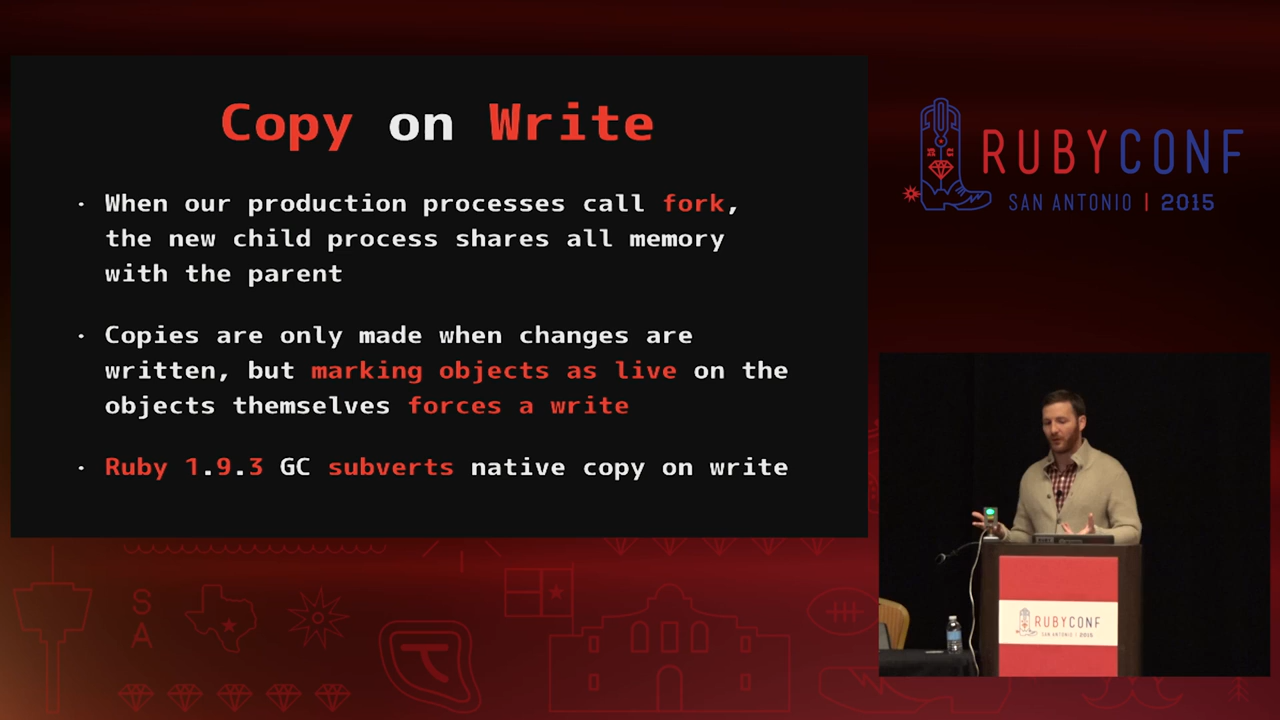 Copy on Write
· When our production processes call fork,
the new child process shares all memory
with the parent
· Copies are only made when changes are
written, but marking objects as live on the
objects themselves forces a write
· Ruby 1.9.3 GC subverts native copy on write
RUBYCONF
SAN ANTONIO | 2015
S
A
RUBYCONF
SAN ANTONIO | 2015